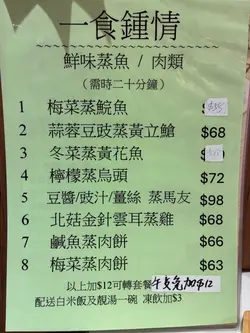 一食鍾情
鮮味蒸魚 / 肉類
(需時二十分鐘)
1 梅菜蒸鯇魚 $
2 蒜蓉豆豉蒸黃立鯧 $68
3 冬菜蒸黃花魚 $
4 檸檬蒸烏頭 $72
5 豆醬/豉汁/薑絲 蒸馬友 $98
6 北菇金針雲耳蒸雞 $68
7 鹹魚蒸肉餅 $66
8 梅菜蒸肉餅 $63
以上加$12可轉套餐
配送白米飯及靚湯一碗 凍飲加$3